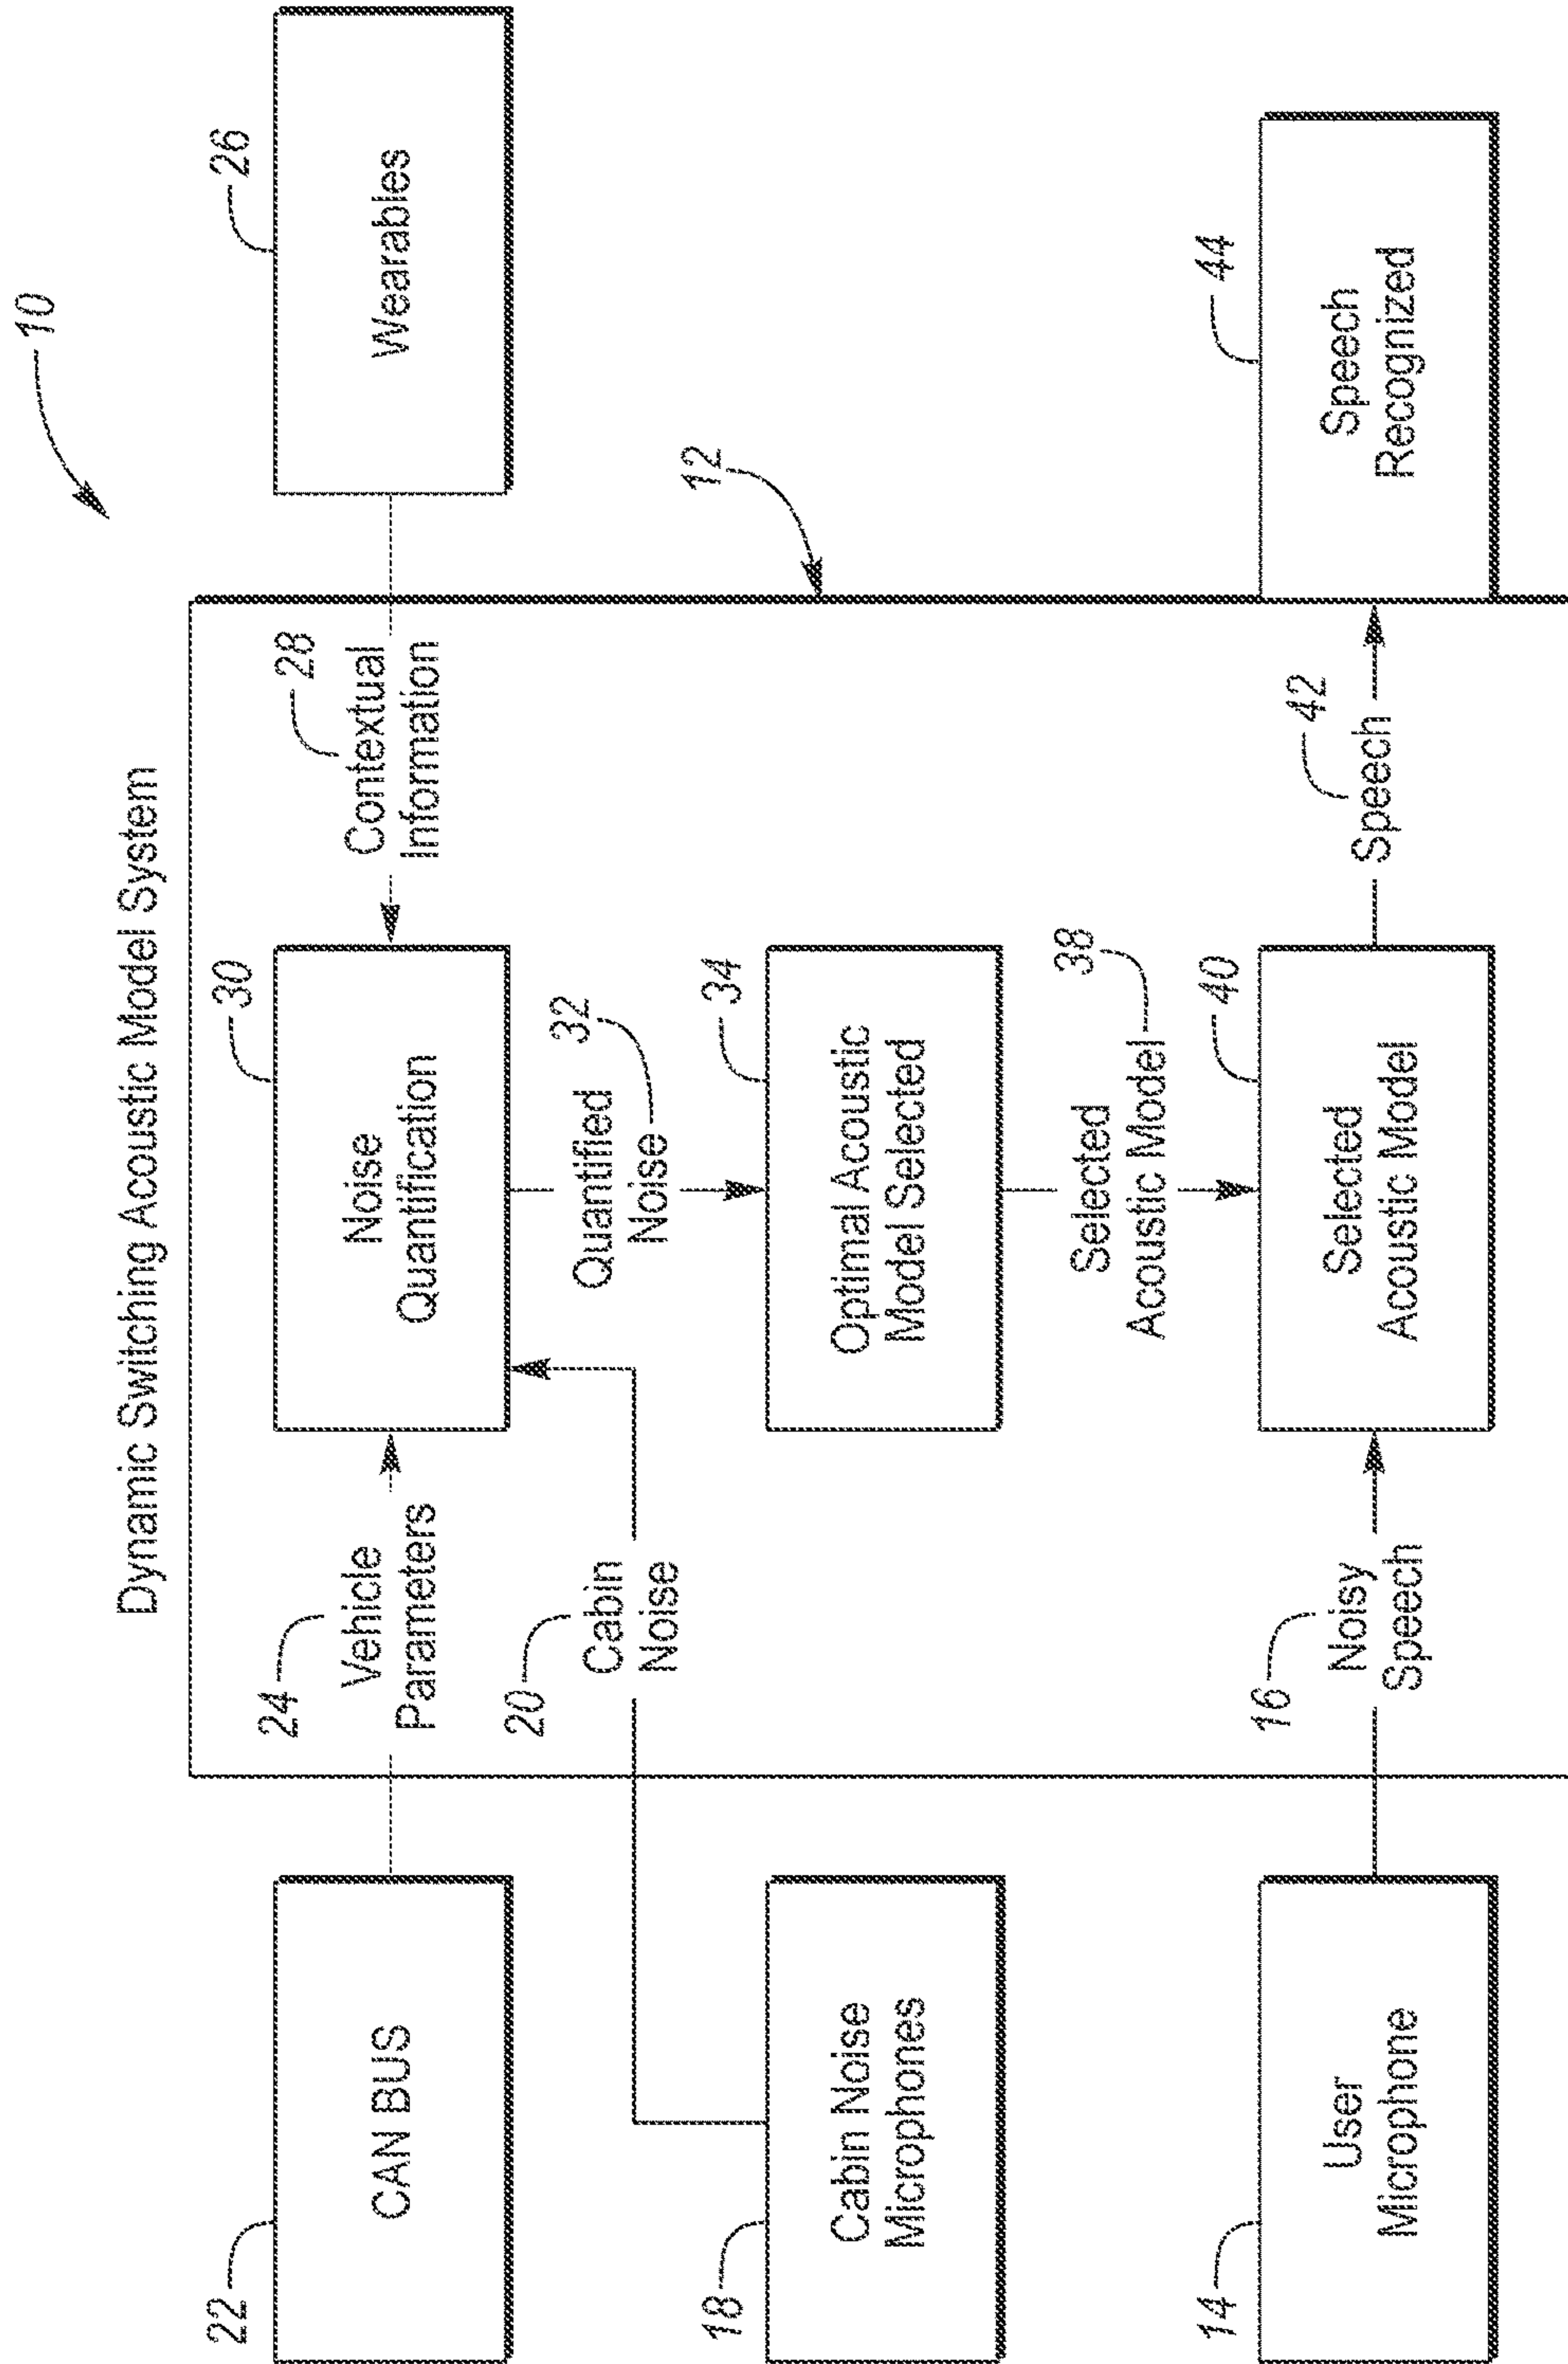 10
Dynamic Switching Acoustic Model System
22
CAN BUS
24
Vehicle
Parameters
30
Noise
Quantification
28
Contextual
Information
26
Wearables
20
Cabin
Noise
Quantified
Noise
32
12
18
Cabin Noise
Microphones
34
Optimal Acoustic
Model Selected
Selected
Acoustic Model
38
14
User
Microphone
16
Noisy
Speech
40
Selected
Acoustic Model
42
Speech
44
Speech
Recognized